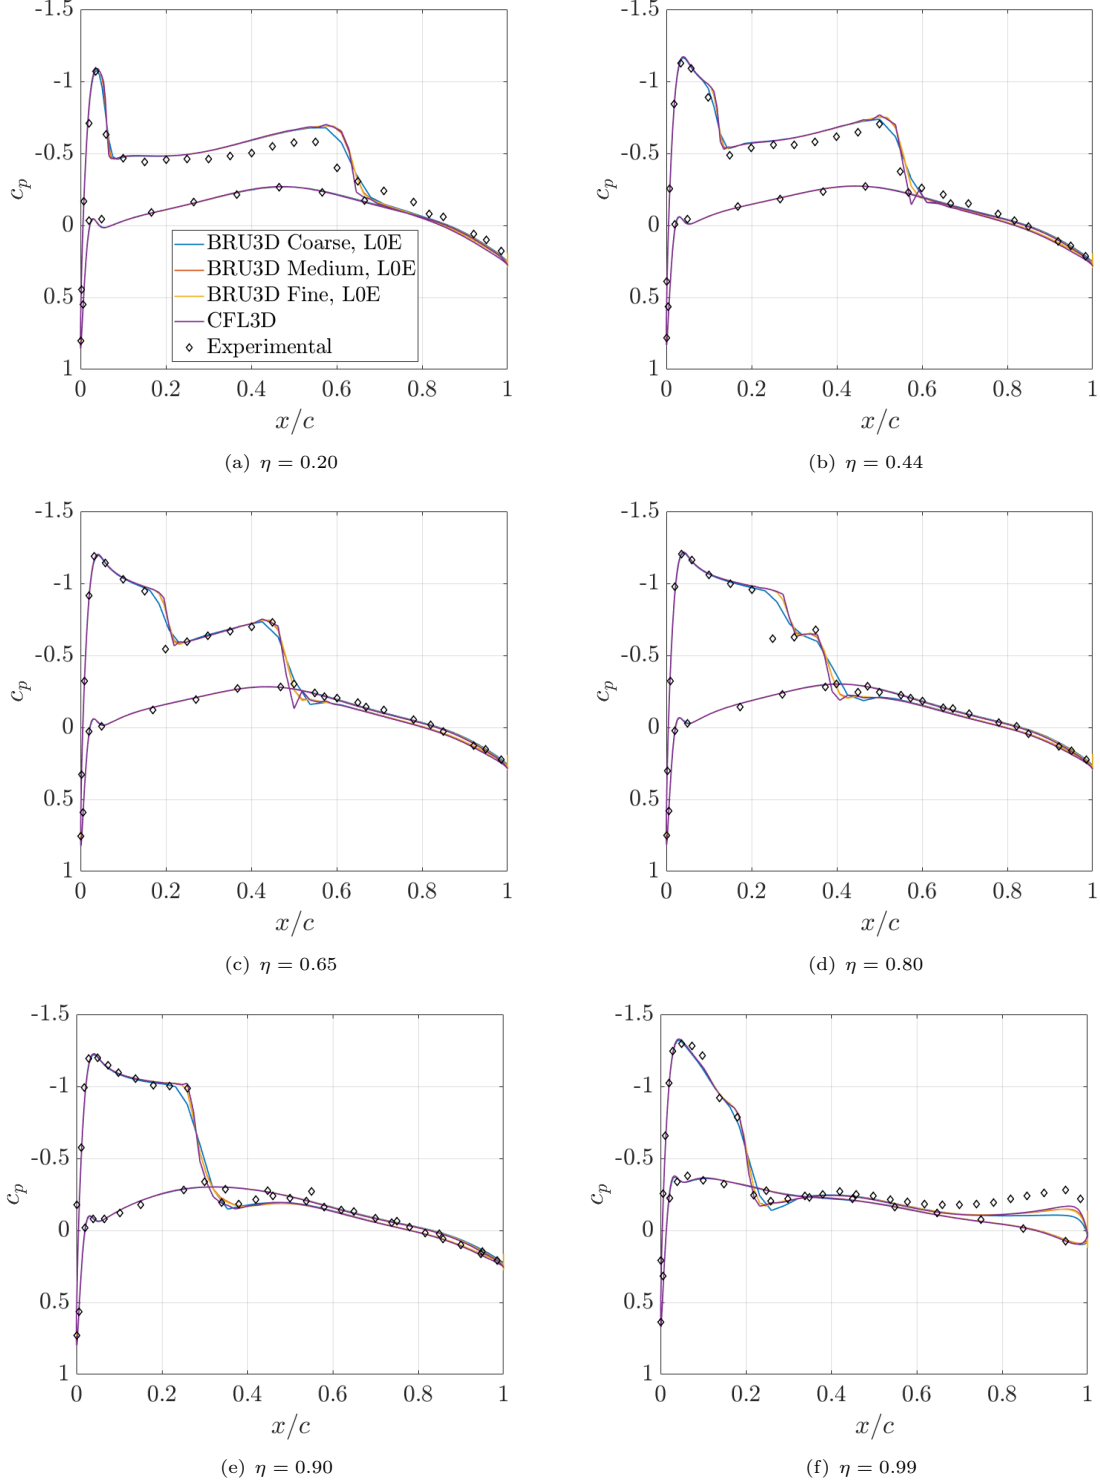 -1.5
-1
-0.5
0
0.5
1
c_p
0 0.2 0.4 0.6 0.8 1
x/c
BRU3D Coarse, L0E
BRU3D Medium, L0E
BRU3D Fine, L0E
CFL3D
Experimental
(a) η = 0.20
-1.5
-1
-0.5
0
0.5
1
c_p
0 0.2 0.4 0.6 0.8 1
x/c
(b) η = 0.44
-1.5
-1
-0.5
0
0.5
1
c_p
0 0.2 0.4 0.6 0.8 1
x/c
(c) η = 0.65
-1.5
-1
-0.5
0
0.5
1
c_p
0 0.2 0.4 0.6 0.8 1
x/c
(d) η = 0.80
-1.5
-1
-0.5
0
0.5
1
c_p
0 0.2 0.4 0.6 0.8 1
x/c
(e) η = 0.90
-1.5
-1
-0.5
0
0.5
1
c_p
0 0.2 0.4 0.6 0.8 1
x/c
(f) η = 0.99